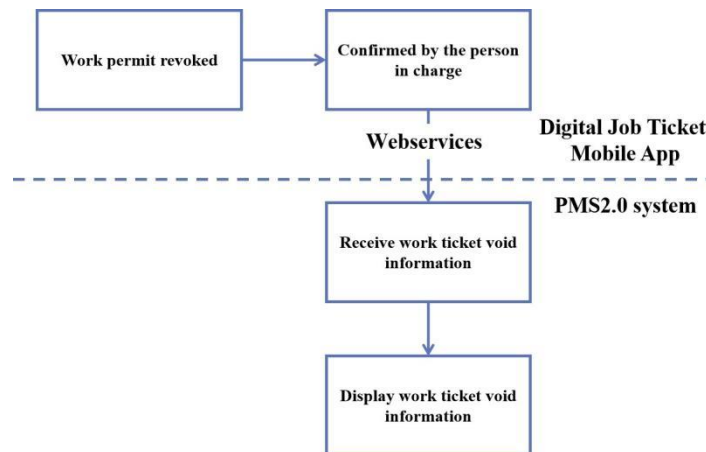 Work permit revoked
Confirmed by the person
in charge
Webservices
Digital Job Ticket
Mobile App
PMS2.0 system
Receive work ticket void
information
Display work ticket void
information